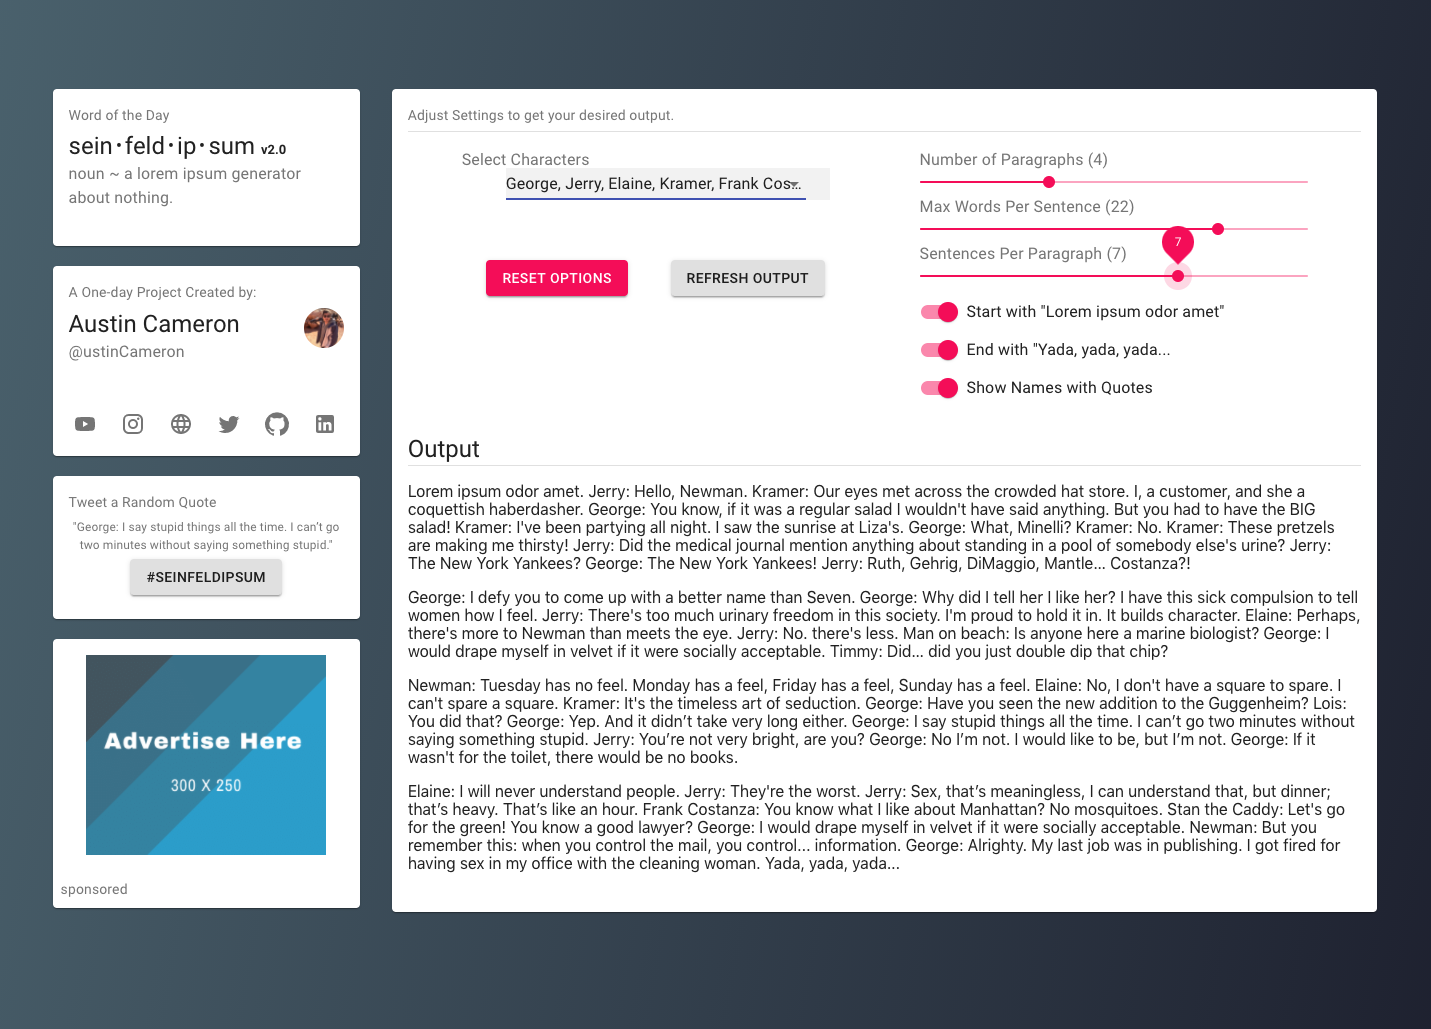 Word of the Day
sein·feld·ip·sum v2.0
noun ~ a lorem ipsum generator
about nothing.
A One-day Project Created by:
Austin Cameron
@ustinCameron
Tweet a Random Quote
"George: I say stupid things all the time. I can’t go
two minutes without saying something stupid."
#SEINFELDIPSUM
Advertise Here
300 X 250
sponsored
Adjust Settings to get your desired output.
Select Characters
George, Jerry, Elaine, Kramer, Frank Cos...
RESET OPTIONS
REFRESH OUTPUT
Number of Paragraphs (4)
Max Words Per Sentence (22)
7
Sentences Per Paragraph (7)
Start with "Lorem ipsum odor amet"
End with "Yada, yada, yada...
Show Names with Quotes
Output
Lorem ipsum odor amet. Jerry: Hello, Newman. Kramer: Our eyes met across the crowded hat store. I, a customer, and she a
coquettish haberdasher. George: You know, if it was a regular salad I wouldn't have said anything. But you had to have the BIG
salad! Kramer: I've been partying all night. I saw the sunrise at Liza's. George: What, Minelli? Kramer: No. Kramer: These pretzels
are making me thirsty! Jerry: Did the medical journal mention anything about standing in a pool of somebody else's urine? Jerry:
The New York Yankees? George: The New York Yankees! Jerry: Ruth, Gehrig, DiMaggio, Mantle... Costanza?!
George: I defy you to come up with a better name than Seven. George: Why did I tell her I like her? I have this sick compulsion to tell
women how I feel. Jerry: There's too much urinary freedom in this society. I'm proud to hold it in. It builds character. Elaine: Perhaps,
there's more to Newman than meets the eye. Jerry: No. there's less. Man on beach: Is anyone here a marine biologist? George: I
would drape myself in velvet if it were socially acceptable. Timmy: Did... did you just double dip that chip?
Newman: Tuesday has no feel. Monday has a feel, Friday has a feel, Sunday has a feel. Elaine: No, I don't have a square to spare. I
can't spare a square. Kramer: It's the timeless art of seduction. George: Have you seen the new addition to the Guggenheim? Lois:
You did that? George: Yep. And it didn’t take very long either. George: I say stupid things all the time. I can’t go two minutes without
saying something stupid. Jerry: You’re not very bright, are you? George: No I’m not. I would like to be, but I’m not. George: If it
wasn't for the toilet, there would be no books.
Elaine: I will never understand people. Jerry: They're the worst. Jerry: Sex, that’s meaningless, I can understand that, but dinner;
that’s heavy. That’s like an hour. Frank Costanza: You know what I like about Manhattan? No mosquitoes. Stan the Caddy: Let's go
for the green! You know a good lawyer? George: I would drape myself in velvet if it were socially acceptable. Newman: But you
remember this: when you control the mail, you control... information. George: Alrighty. My last job was in publishing. I got fired for
having sex in my office with the cleaning woman. Yada, yada, yada...